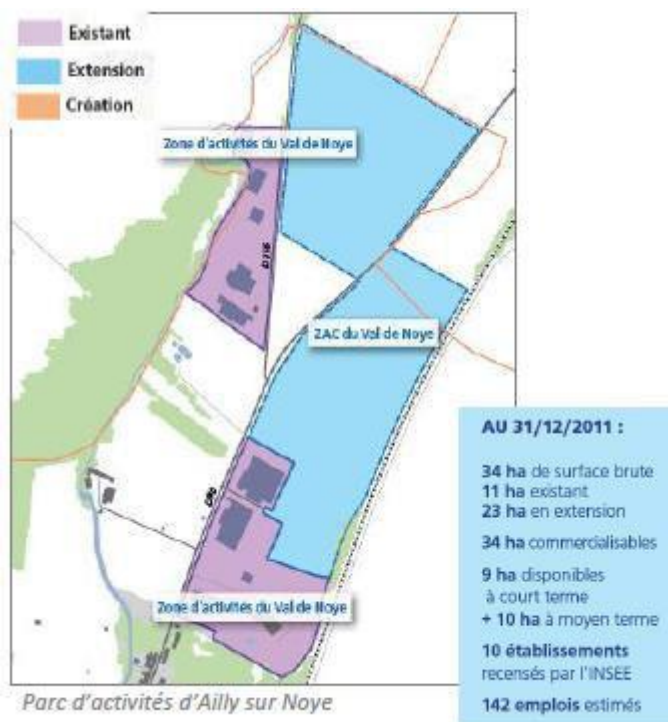 Existant
Extension
Création
Zone d'activités du Val de Noye
ZAC du Val de Noye
Zone d'activités du Val de Noye
AU 31/12/2011 :
34 ha de surface brute
11 ha existant
23 ha en extension
34 ha commercialisables
9 ha disponibles
à court terme
+ 10 ha à moyen terme
10 établissements
recensés par l'INSEE
142 emplois estimés
Parc d'activités d'Ailly sur Noye